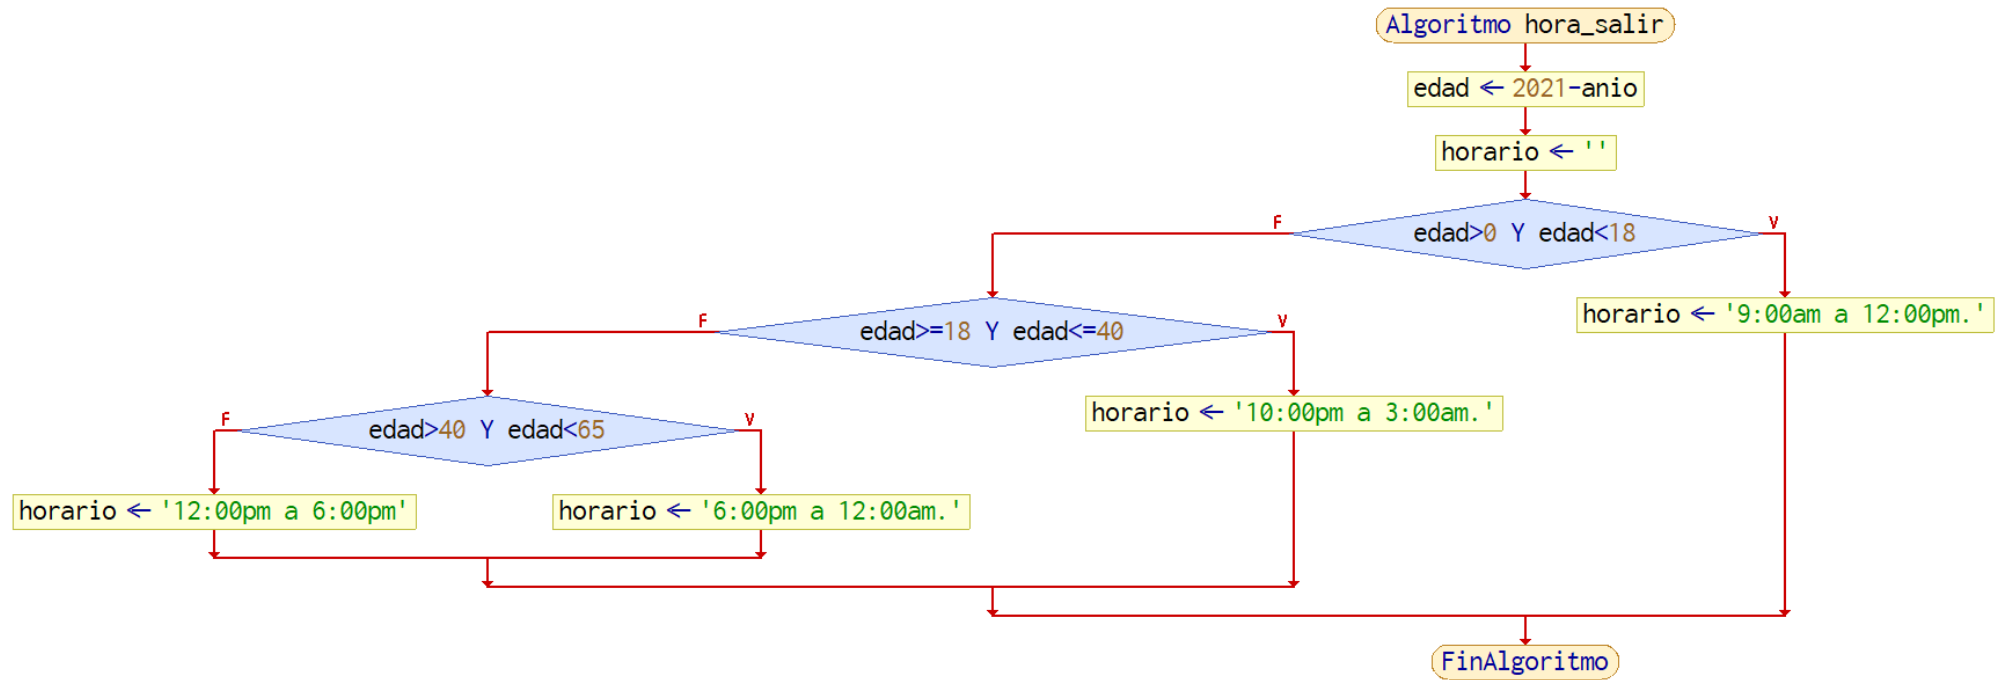 Algoritmo hora_salir
edad ← 2021-anio
horario ← ''
F
V
edad>0 Y edad<18
F
V
edad>=18 Y edad<=40
horario ← '9:00am a 12:00pm.'
F
V
edad>40 Y edad<65
horario ← '10:00pm a 3:00am.'
horario ← '12:00pm a 6:00pm'
horario ← '6:00pm a 12:00am.'
FinAlgoritmo